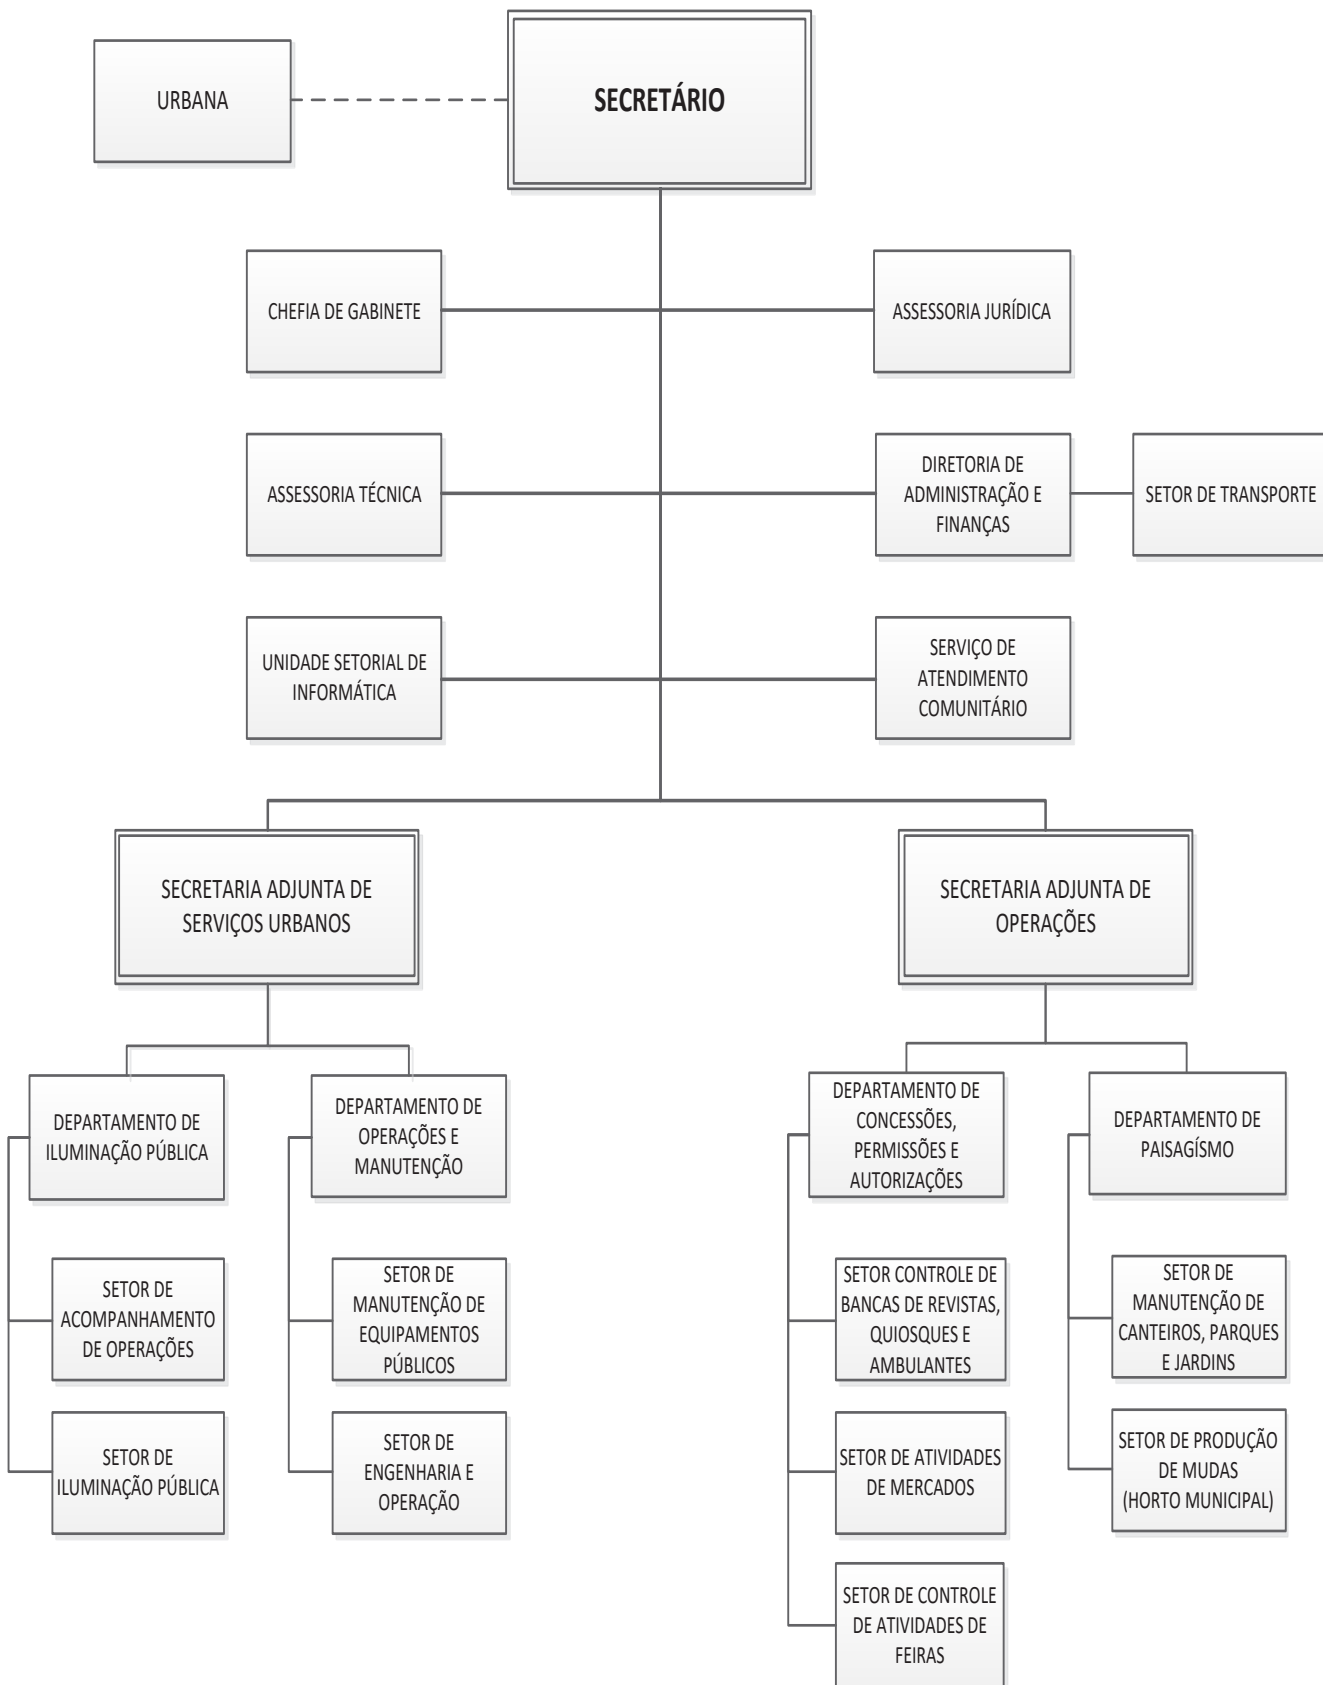 URBANA
SECRETÁRIO
CHEFIA DE GABINETE
ASSESSORIA JURÍDICA
ASSESSORIA TÉCNICA
DIRETORIA DE
ADMINISTRAÇÃO E
FINANÇAS
SETOR DE TRANSPORTE
UNIDADE SETORIAL DE
INFORMÁTICA
SERVIÇO DE
ATENDIMENTO
COMUNITÁRIO
SECRETARIA ADJUNTA DE
SERVIÇOS URBANOS
SECRETARIA ADJUNTA DE
OPERAÇÕES
DEPARTAMENTO DE
ILUMINAÇÃO PÚBLICA
DEPARTAMENTO DE
OPERAÇÕES E
MANUTENÇÃO
DEPARTAMENTO DE
CONCESSÕES,
PERMISSÕES E
AUTORIZAÇÕES
DEPARTAMENTO DE
PAISAGÍSMO
SETOR DE
ACOMPANHAMENTO
DE OPERAÇÕES
SETOR DE
MANUTENÇÃO DE
EQUIPAMENTOS
PÚBLICOS
SETOR CONTROLE DE
BANCAS DE REVISTAS,
QUIOSQUES E
AMBULANTES
SETOR DE
MANUTENÇÃO DE
CANTEIROS, PARQUES
E JARDINS
SETOR DE
ILUMINAÇÃO PÚBLICA
SETOR DE
ENGENHARIA E
OPERAÇÃO
SETOR DE ATIVIDADES
DE MERCADOS
SETOR DE PRODUÇÃO
DE MUDAS
(HORTO MUNICIPAL)
SETOR DE CONTROLE
DE ATIVIDADES DE
FEIRAS